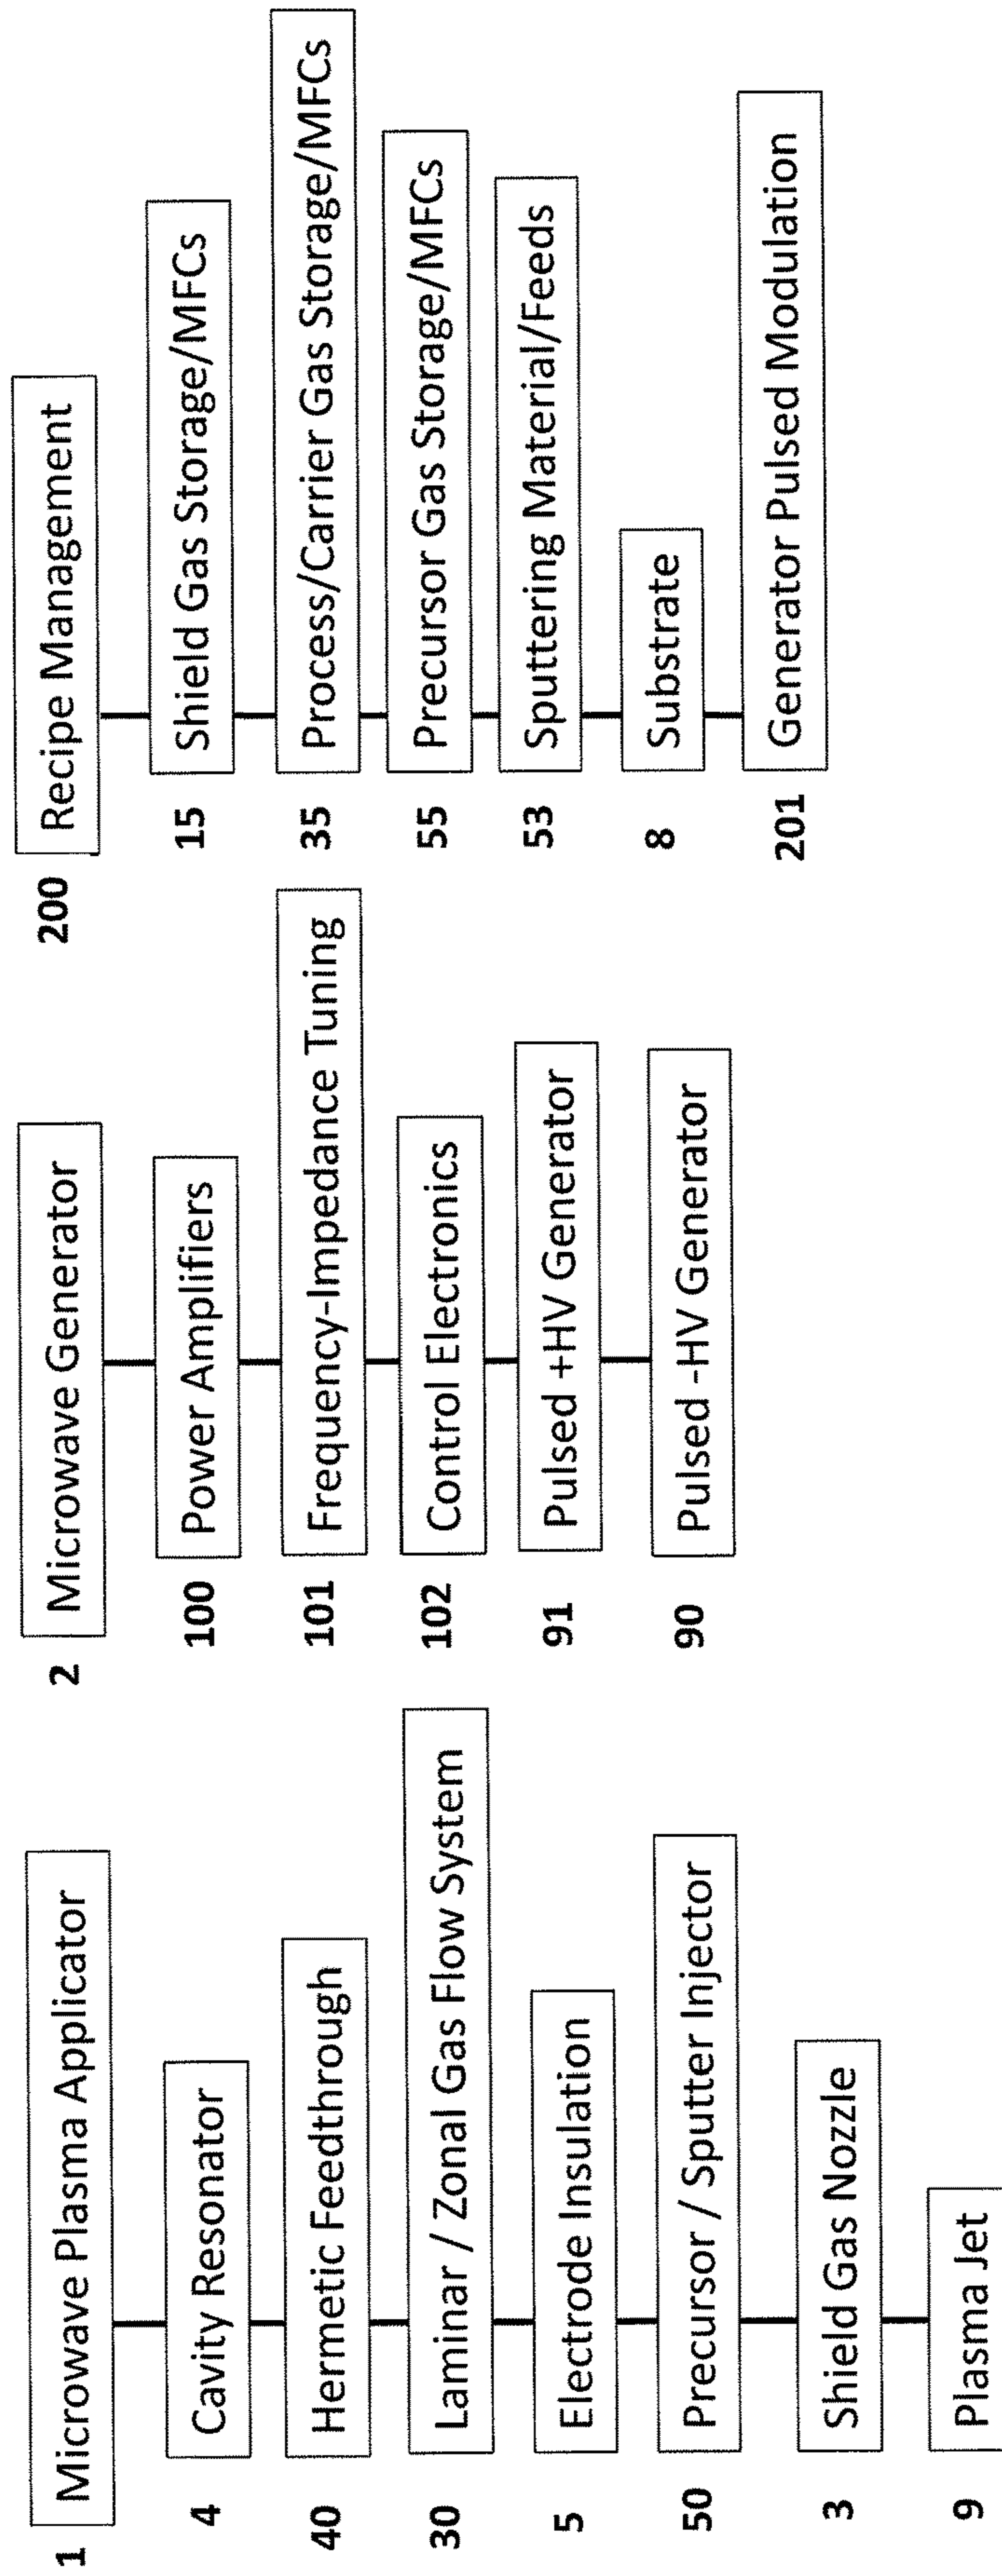 1 Microwave Plasma Applicator
4 Cavity Resonator
40 Hermetic Feedthrough
30 Laminar / Zonal Gas Flow System
5 Electrode Insulation
50 Precursor / Sputter Injector
3 Shield Gas Nozzle
9 Plasma Jet
2 Microwave Generator
100 Power Amplifiers
101 Frequency-Impedance Tuning
102 Control Electronics
91 Pulsed +HV Generator
90 Pulsed -HV Generator
200 Recipe Management
15 Shield Gas Storage/MFCs
35 Process/Carrier Gas Storage/MFCs
55 Precursor Gas Storage/MFCs
53 Sputtering Material/Feeds
8 Substrate
201 Generator Pulsed Modulation